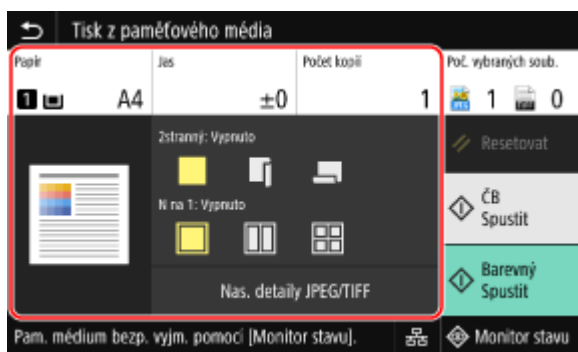 Tisk z paměťového média
Papír
Jas
Počet kopií
Poč. vybraných soub.
1
A4
±0
1
1
0
2stranný: Vypnuto
Resetovat
N na 1: Vypnuto
ČB
Spustit
Nas. detaily JPEG/TIFF
Barevný
Spustit
Pam. médium bezp. vyjm. pomocí [Monitor stavu].
Monitor stavu